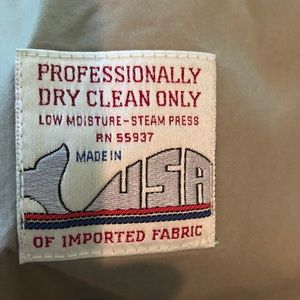 PROFESSIONALLY
DRY CLEAN ONLY
LOW MOISTURE-STEAM PRESS
RN 55937
MADE IN
USA
OF IMPORTED FABRIC